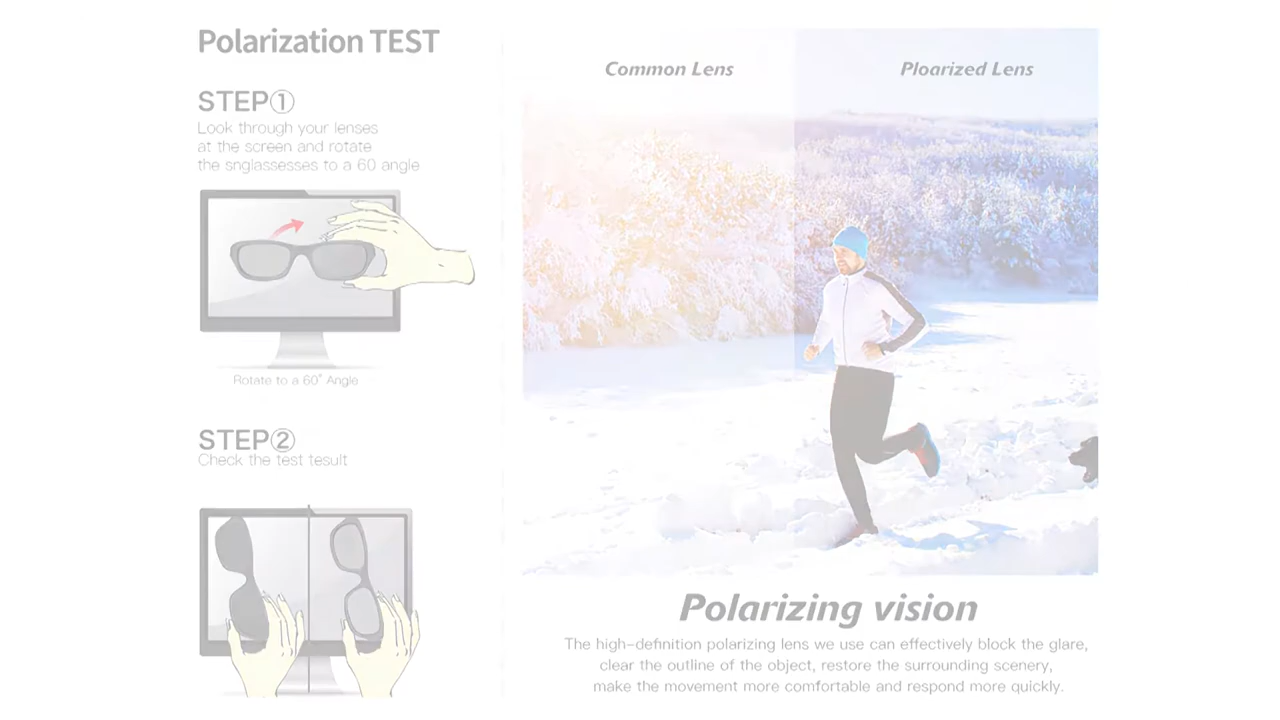 Polarization TEST
STEP①
Look through your lenses
at the screen and rotate
the snglassesses to a 60 angle
Rotate to a 60° Angle
STEP②
Check the test tesult
Common Lens
Ploarized Lens
Polarizing vision
The high-definition polarizing lens we use can effectively block the glare,
clear the outline of the object, restore the surrounding scenery,
make the movement more comfortable and respond more quickly.